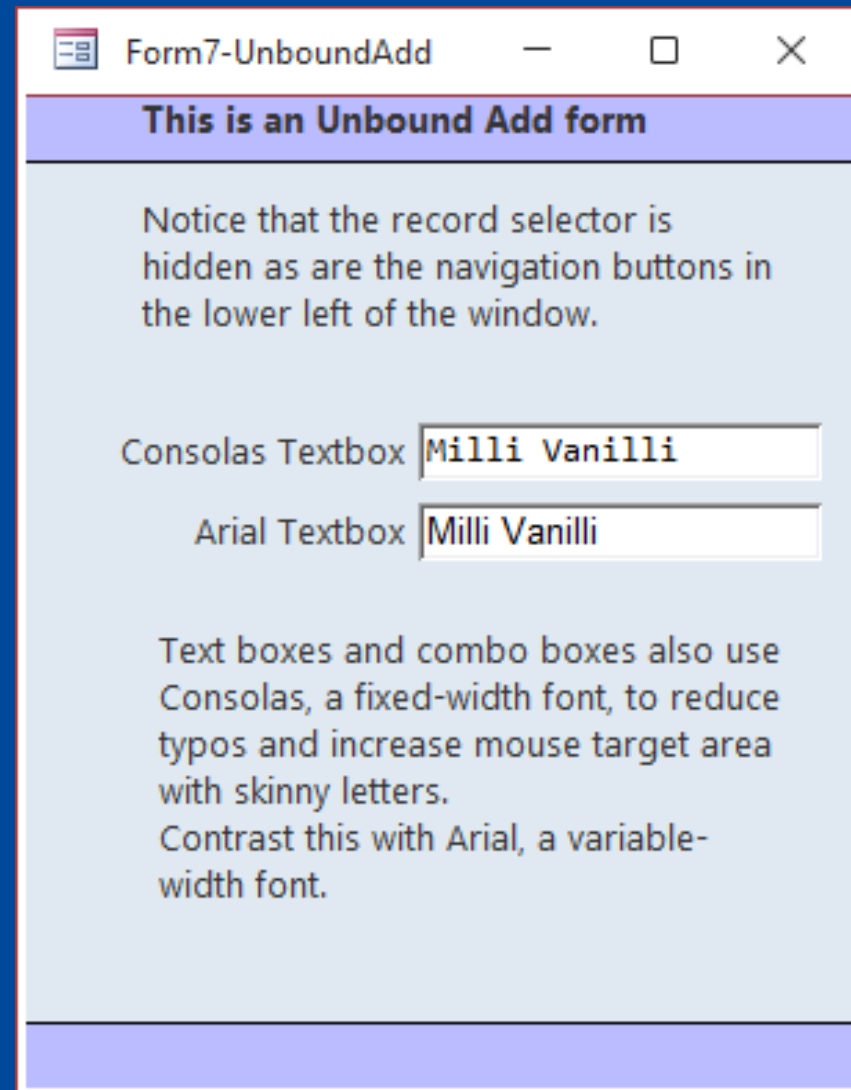 Form7-UnboundAdd
This is an Unbound Add form
Notice that the record selector is
hidden as are the navigation buttons in
the lower left of the window.
Consolas Textbox Milli Vanilli
Arial Textbox Milli Vanilli
Text boxes and combo boxes also use
Consolas, a fixed-width font, to reduce
typos and increase mouse target area
with skinny letters.
Contrast this with Arial, a variable-
width font.